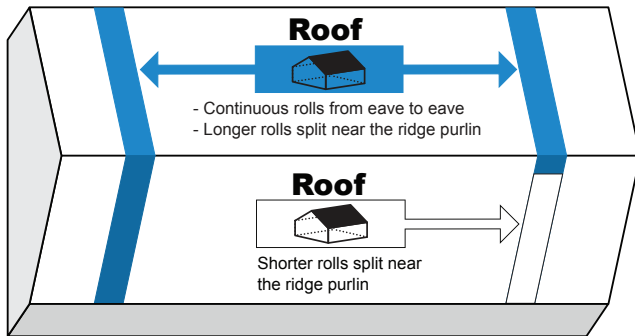 Roof
- Continuous rolls from eave to eave
- Longer rolls split near the ridge purlin
Roof
Shorter rolls split near
the ridge purlin